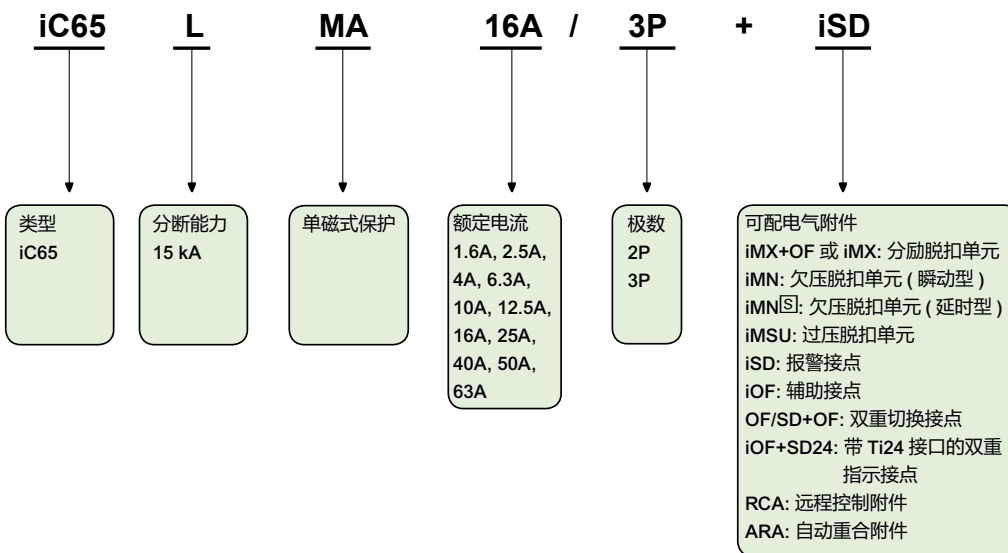 iC65 L MA 16A / 3P + iSD
类型
iC65
分断能力
15 kA
单磁式保护
额定电流
1.6A, 2.5A,
4A, 6.3A,
10A, 12.5A,
16A, 25A,
40A, 50A,
63A
极数
2P
3P
可配电气附件
iMX+OF 或 iMX: 分励脱扣单元
iMN: 欠压脱扣单元 ( 瞬动型 )
iMN🅂: 欠压脱扣单元 ( 延时型 )
iMSU: 过压脱扣单元
iSD: 报警接点
iOF: 辅助接点
OF/SD+OF: 双重切换接点
iOF+SD24: 带 Ti24 接口的双重
指示接点
RCA: 远程控制附件
ARA: 自动重合附件